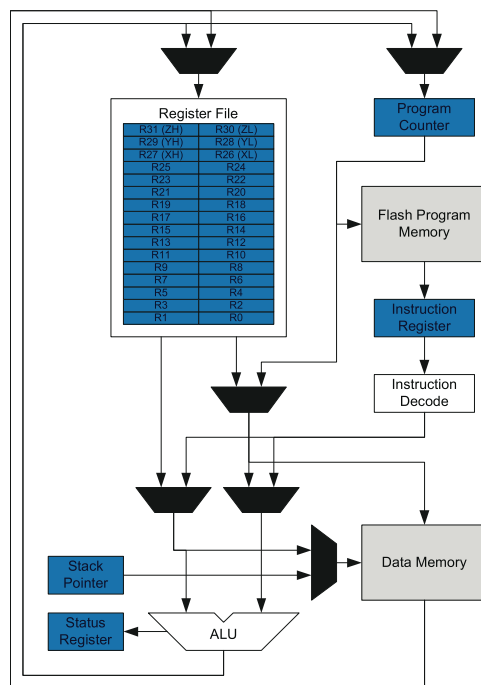 Register File
R31 (ZH) R30 (ZL)
R29 (YH) R28 (YL)
R27 (XH) R26 (XL)
R25 R24
R23 R22
R21 R20
R19 R18
R17 R16
R15 R14
R13 R12
R11 R10
R9 R8
R7 R6
R5 R4
R3 R2
R1 R0
Program
Counter
Flash Program
Memory
Instruction
Register
Instruction
Decode
Data Memory
Stack
Pointer
Status
Register
ALU